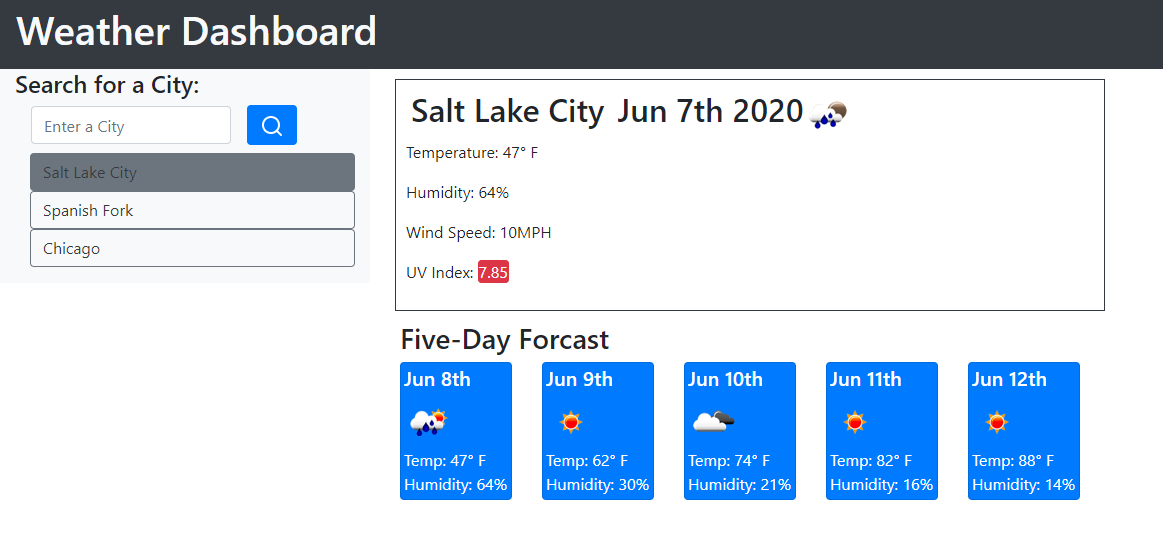 Weather Dashboard
Search for a City:
Enter a City
Salt Lake City
Spanish Fork
Chicago
Salt Lake City Jun 7th 2020
Temperature: 47° F
Humidity: 64%
Wind Speed: 10MPH
UV Index: 7.85
Five-Day Forcast
Jun 8th
Temp: 47° F
Humidity: 64%
Jun 9th
Temp: 62° F
Humidity: 30%
Jun 10th
Temp: 74° F
Humidity: 21%
Jun 11th
Temp: 82° F
Humidity: 16%
Jun 12th
Temp: 88° F
Humidity: 14%